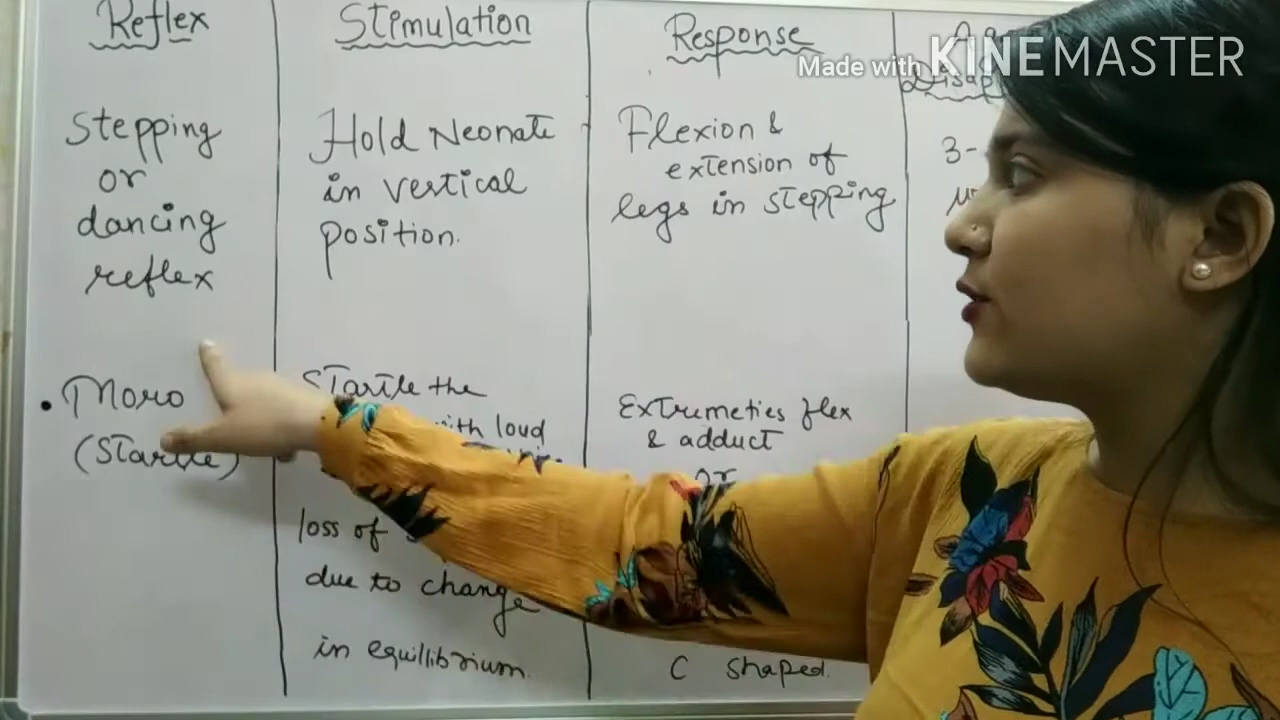 Reflex
Stimulation
Response
Made with KINEMASTER
Stepping
or
dancing
reflex
Hold Neonate
in vertical
position.
Flexion &
extension of
legs in stepping
3-
• Moro
(Startle)
Startle the
with loud
loss of
due to change
in equillibrium.
Extremeties flex
& adduct
or
C shaped.